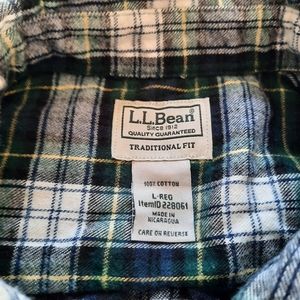 L.L.Bean
Since 1912
QUALITY GUARANTEED
TRADITIONAL FIT
100% COTTON
L-REG
ItemID 228061
MADE IN
NICARAGUA
CARE ON REVERSE